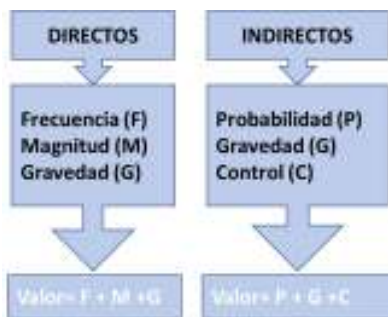 DIRECTOS
Frecuencia (F)
Magnitud (M)
Gravedad (G)
Valor= F + M +G
INDIRECTOS
Probabilidad (P)
Gravedad (G)
Control (C)
Valor= P + G +C